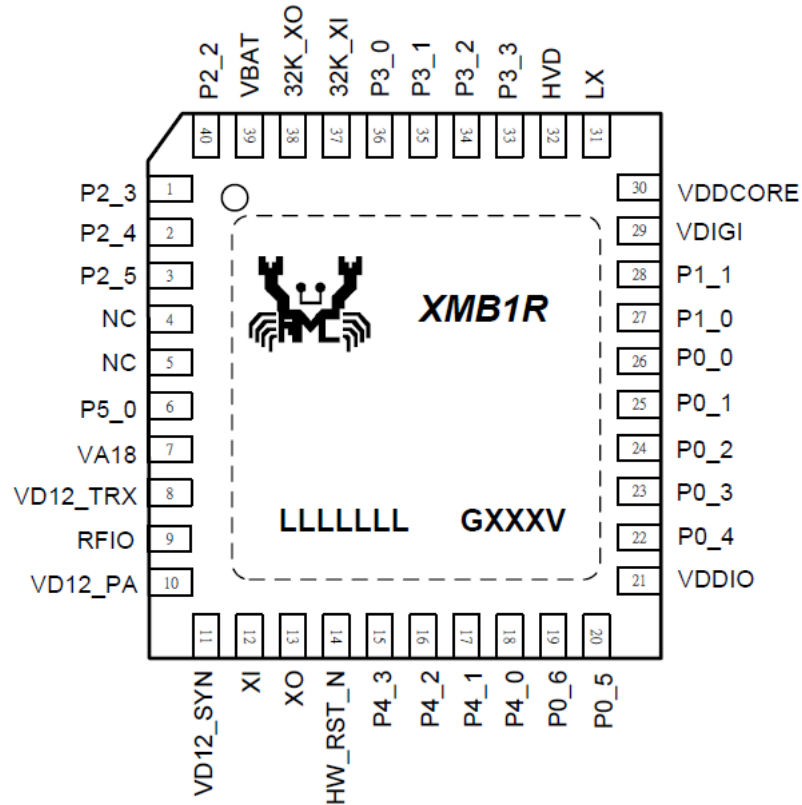 P2_2 VBAT 32K_XO 32K_XI P3_0 P3_1 P3_2 P3_3 HVD LX
40 39 38 37 36 35 34 33 32 31
P2_3 1 30 VDDCORE
P2_4 2 29 VDIGI
P2_5 3 28 P1_1
NC 4 27 P1_0
NC 5 26 P0_0
P5_0 6 25 P0_1
VA18 7 24 P0_2
VD12_TRX 8 23 P0_3
RFIO 9 22 P0_4
VD12_PA 10 21 VDDIO
XMB1R
LLLLLLL GXXXV
11 12 13 14 15 16 17 18 19 20
VD12_SYN XI XO HW_RST_N P4_3 P4_2 P4_1 P4_0 P0_6 P0_5